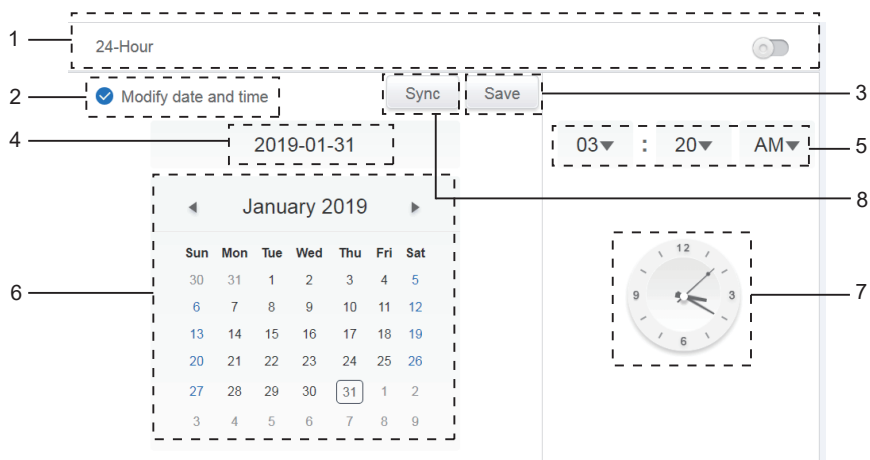 1
24-Hour
2
Modify date and time
Sync
Save
3
4
2019-01-31
03 : 20 AM
5
8
January 2019
Sun Mon Tue Wed Thu Fri Sat
30 31 1 2 3 4 5
6 7 8 9 10 11 12
13 14 15 16 17 18 19
20 21 22 23 24 25 26
27 28 29 30 31 1 2
3 4 5 6 7 8 9
6
12
9 3
6
7